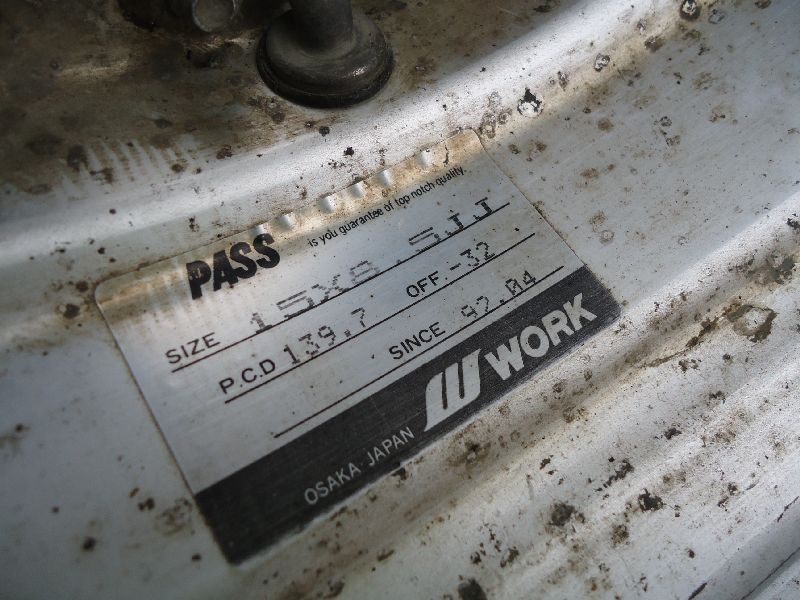 PASS is you guarantee of top notch quality.
SIZE 15X8.5JJ
P.C.D 139.7 OFF.-32
SINCE 97.04
OSAKA JAPAN WORK